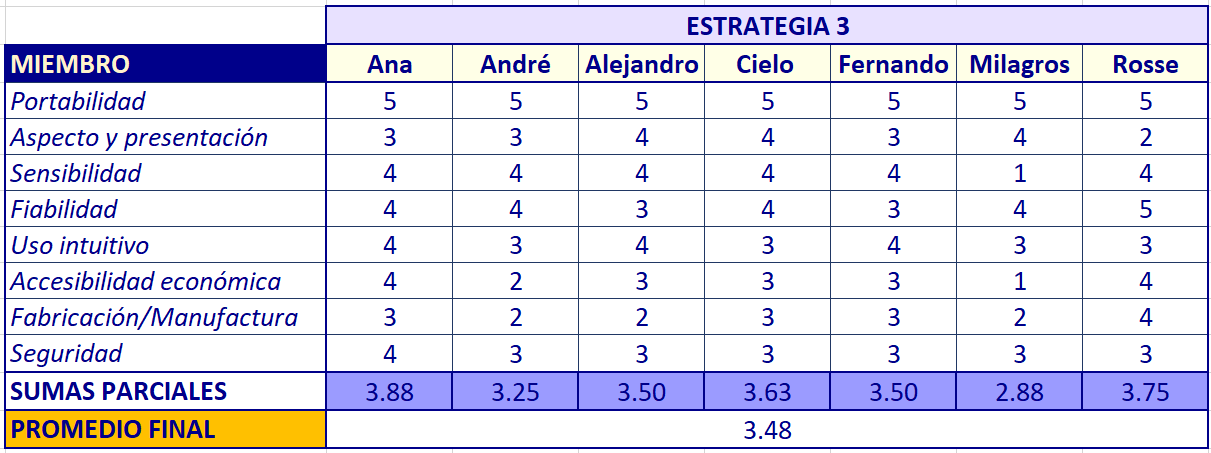 ESTRATEGIA 3
MIEMBRO Ana André Alejandro Cielo Fernando Milagros Rosse
Portabilidad 5 5 5 5 5 5 5
Aspecto y presentación 3 3 4 4 3 4 2
Sensibilidad 4 4 4 4 4 1 4
Fiabilidad 4 4 3 4 3 4 5
Uso intuitivo 4 3 4 3 4 3 3
Accesibilidad económica 4 2 3 3 3 1 4
Fabricación/Manufactura 3 2 2 3 3 2 4
Seguridad 4 3 3 3 3 3 3
SUMAS PARCIALES 3.88 3.25 3.50 3.63 3.50 2.88 3.75
PROMEDIO FINAL 3.48